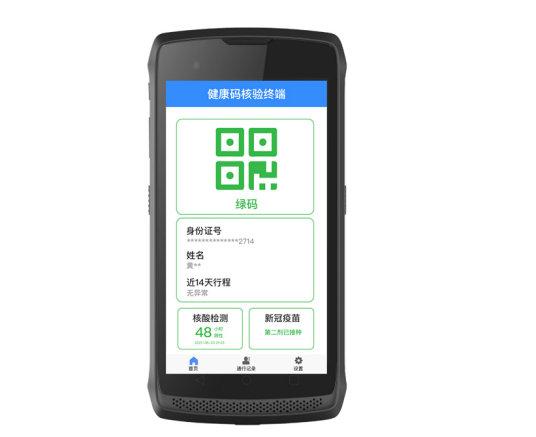 健康码核验终端
绿码
身份证号
**************2714
姓名
黄**
近14天行程
无异常
核酸检测
新冠疫苗
48 小时
阴性
第二剂已接种
首页
通行记录
设置